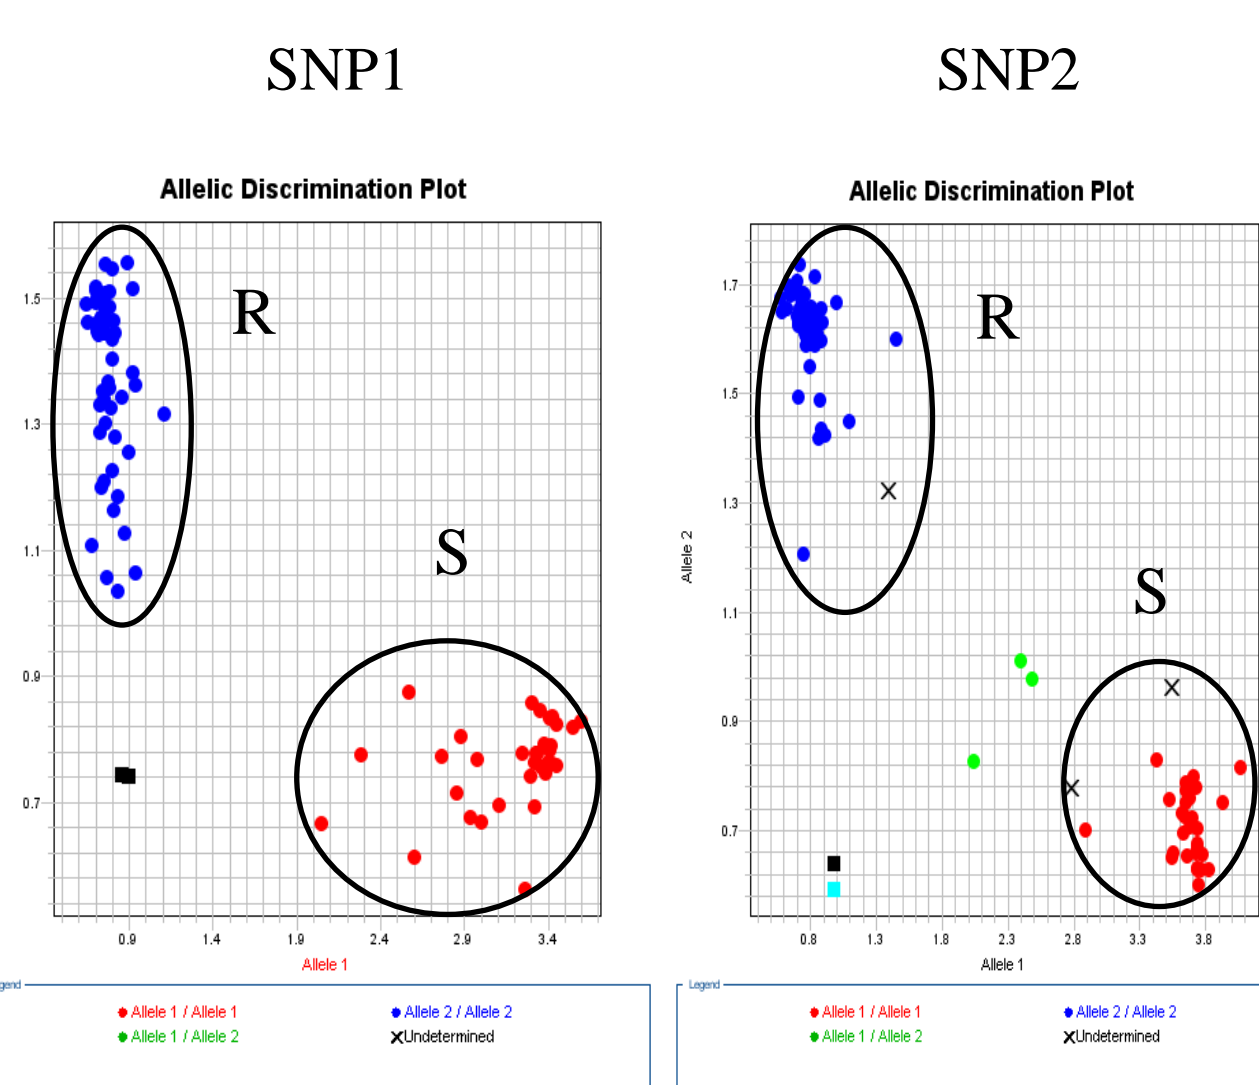 SNP1
SNP2
Allelic Discrimination Plot
R
S
1.5
1.3
1.1
0.9
0.7
0.9 1.4 1.9 2.4 2.9 3.4
Allele 1
gend
Allele 1 / Allele 1
Allele 2 / Allele 2
Allele 1 / Allele 2
XUndetermined
Allelic Discrimination Plot
R
S
Allele 2
1.7
1.5
1.3
1.1
0.9
0.7
0.8 1.3 1.8 2.3 2.8 3.3 3.8
Allele 1
Legend
Allele 1 / Allele 1
Allele 2 / Allele 2
Allele 1 / Allele 2
XUndetermined